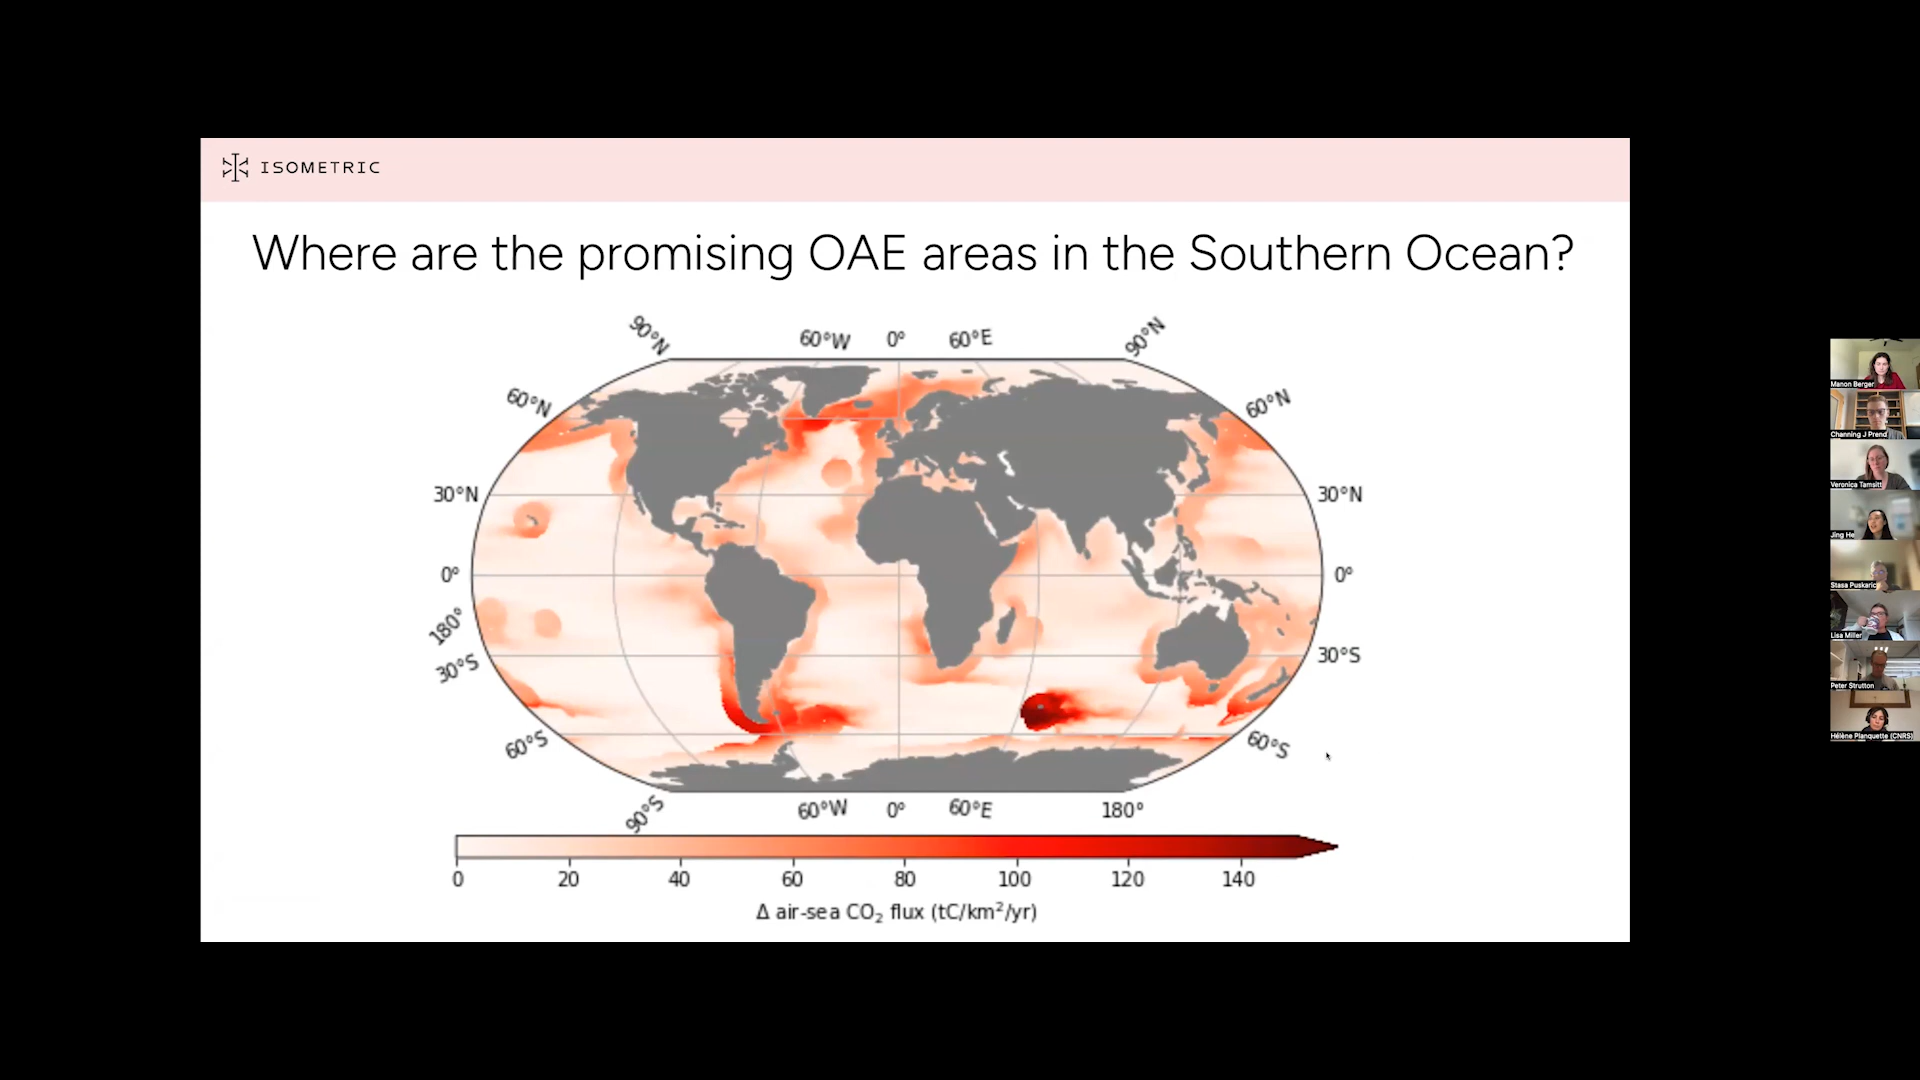 ISOMETRIC
Where are the promising OAE areas in the Southern Ocean?
90°N 60°W 0° 60°E 90°N
60°N 60°N
30°N 30°N
0° 0°
180°
30°S 30°S
60°S 60°S
90°S 60°W 0° 60°E 180°
0 20 40 60 80 100 120 140
Δ air-sea CO₂ flux (tC/km²/yr)
Manon Berger
Channing J Prend
Veronica Tamsitt
Jing He
Stasa Puskaric
Lisa Miller
Peter Strutton
Hélène Planquette (CNRS)